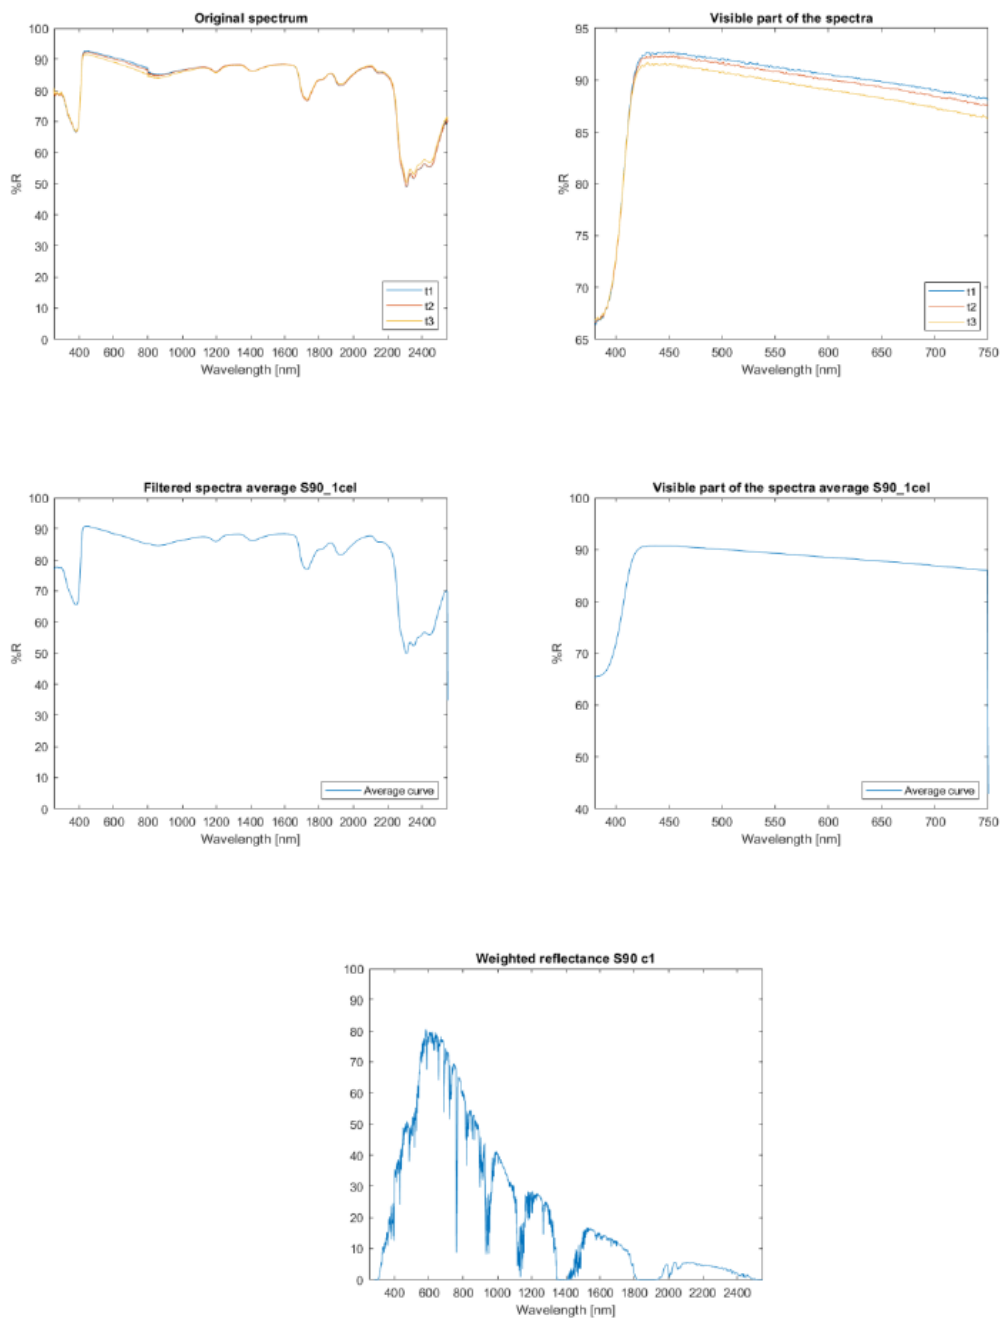 Original spectrum
100
90
80
70
60
50
40
30
20
10
0
%R
t1
t2
t3
400 600 800 1000 1200 1400 1600 1800 2000 2200 2400
Wavelength [nm]
Visible part of the spectra
95
90
85
80
75
70
65
%R
t1
t2
t3
400 450 500 550 600 650 700 750
Wavelength [nm]
Filtered spectra average S90_1cel
100
90
80
70
60
50
40
30
20
10
0
%R
Average curve
400 600 800 1000 1200 1400 1600 1800 2000 2200 2400
Wavelength [nm]
Visible part of the spectra average S90_1cel
100
90
80
70
60
50
40
%R
Average curve
400 450 500 550 600 650 700 750
Wavelength [nm]
Weighted reflectance S90 c1
100
90
80
70
60
50
40
30
20
10
0
400 600 800 1000 1200 1400 1600 1800 2000 2200 2400
Wavelength [nm]